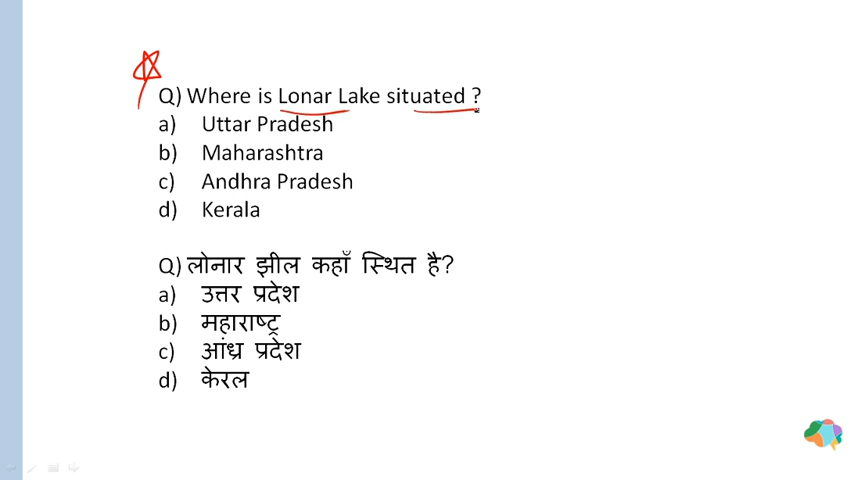 Q) Where is Lonar Lake situated ?
a) Uttar Pradesh
b) Maharashtra
c) Andhra Pradesh
d) Kerala
Q) लोनार झील कहाँ स्थित है?
a) उत्तर प्रदेश
b) महाराष्ट्र
c) आंध्र प्रदेश
d) केरल